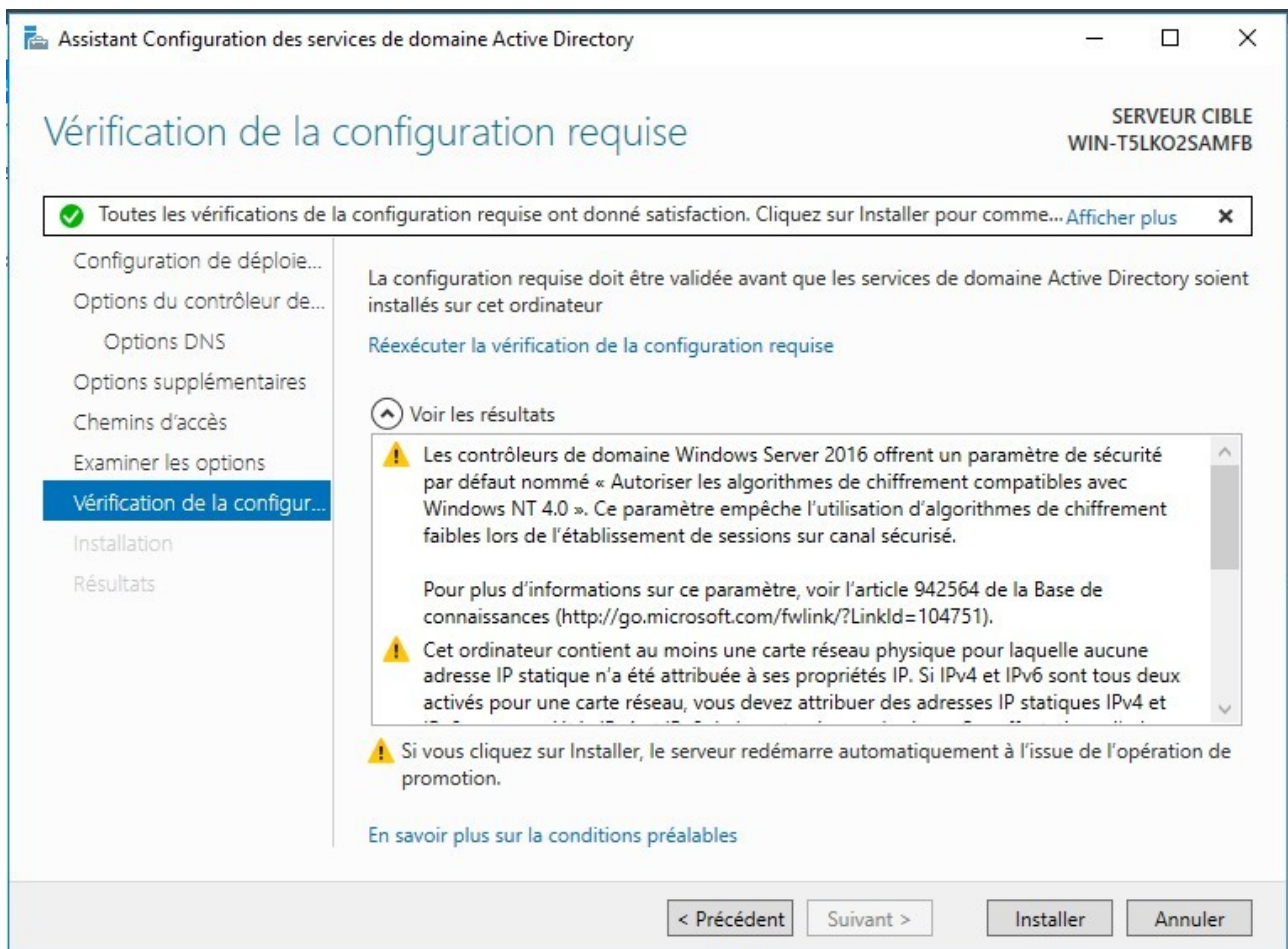 Assistant Configuration des services de domaine Active Directory
Vérification de la configuration requise
SERVEUR CIBLE
WIN-T5LKO2SAMFB
Toutes les vérifications de la configuration requise ont donné satisfaction. Cliquez sur Installer pour comme... Afficher plus
Configuration de déploie...
Options du contrôleur de...
Options DNS
Options supplémentaires
Chemins d'accès
Examiner les options
Vérification de la configur...
Installation
Résultats
La configuration requise doit être validée avant que les services de domaine Active Directory soient
installés sur cet ordinateur
Réexécuter la vérification de la configuration requise
Voir les résultats
Les contrôleurs de domaine Windows Server 2016 offrent un paramètre de sécurité
par défaut nommé « Autoriser les algorithmes de chiffrement compatibles avec
Windows NT 4.0 ». Ce paramètre empêche l'utilisation d'algorithmes de chiffrement
faibles lors de l'établissement de sessions sur canal sécurisé.
Pour plus d'informations sur ce paramètre, voir l'article 942564 de la Base de
connaissances (http://go.microsoft.com/fwlink/?LinkId=104751).
Cet ordinateur contient au moins une carte réseau physique pour laquelle aucune
adresse IP statique n'a été attribuée à ses propriétés IP. Si IPv4 et IPv6 sont tous deux
activés pour une carte réseau, vous devez attribuer des adresses IP statiques IPv4 et
Si vous cliquez sur Installer, le serveur redémarre automatiquement à l'issue de l'opération de
promotion.
En savoir plus sur la conditions préalables
< Précédent
Suivant >
Installer
Annuler